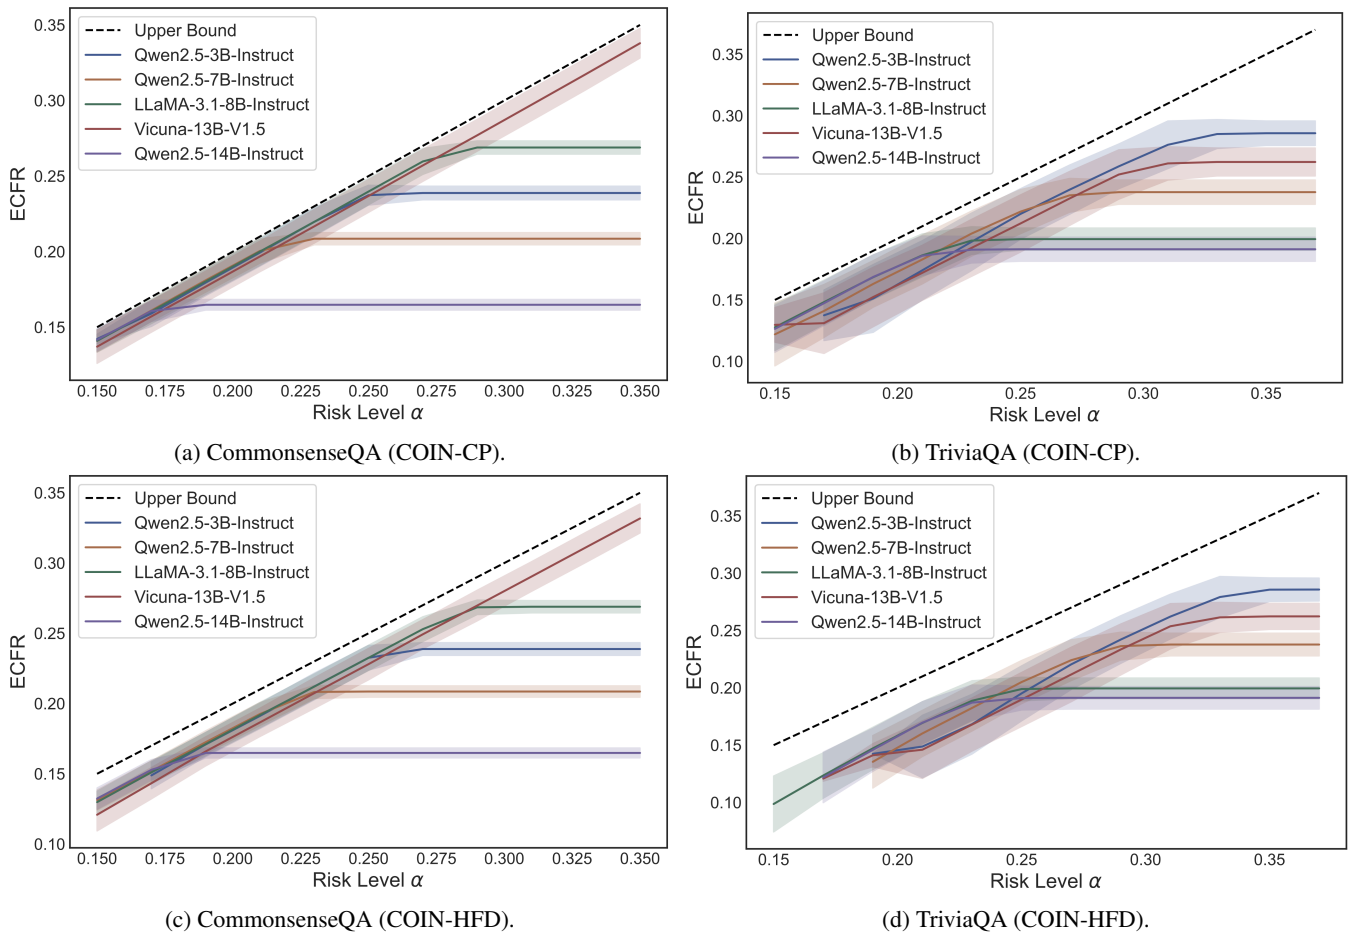 0.35
0.30
0.25
0.20
0.15
ECFR
Upper Bound
Qwen2.5-3B-Instruct
Qwen2.5-7B-Instruct
LLaMA-3.1-8B-Instruct
Vicuna-13B-V1.5
Qwen2.5-14B-Instruct
0.150 0.175 0.200 0.225 0.250 0.275 0.300 0.325 0.350
Risk Level α
(a) CommonsenseQA (COIN-CP).
0.35
0.30
0.25
0.20
0.15
0.10
ECFR
Upper Bound
Qwen2.5-3B-Instruct
Qwen2.5-7B-Instruct
LLaMA-3.1-8B-Instruct
Vicuna-13B-V1.5
Qwen2.5-14B-Instruct
0.15 0.20 0.25 0.30 0.35
Risk Level α
(b) TriviaQA (COIN-CP).
0.35
0.30
0.25
0.20
0.15
0.10
ECFR
Upper Bound
Qwen2.5-3B-Instruct
Qwen2.5-7B-Instruct
LLaMA-3.1-8B-Instruct
Vicuna-13B-V1.5
Qwen2.5-14B-Instruct
0.150 0.175 0.200 0.225 0.250 0.275 0.300 0.325 0.350
Risk Level α
(c) CommonsenseQA (COIN-HFD).
0.35
0.30
0.25
0.20
0.15
0.10
ECFR
Upper Bound
Qwen2.5-3B-Instruct
Qwen2.5-7B-Instruct
LLaMA-3.1-8B-Instruct
Vicuna-13B-V1.5
Qwen2.5-14B-Instruct
0.15 0.20 0.25 0.30 0.35
Risk Level α
(d) TriviaQA (COIN-HFD).